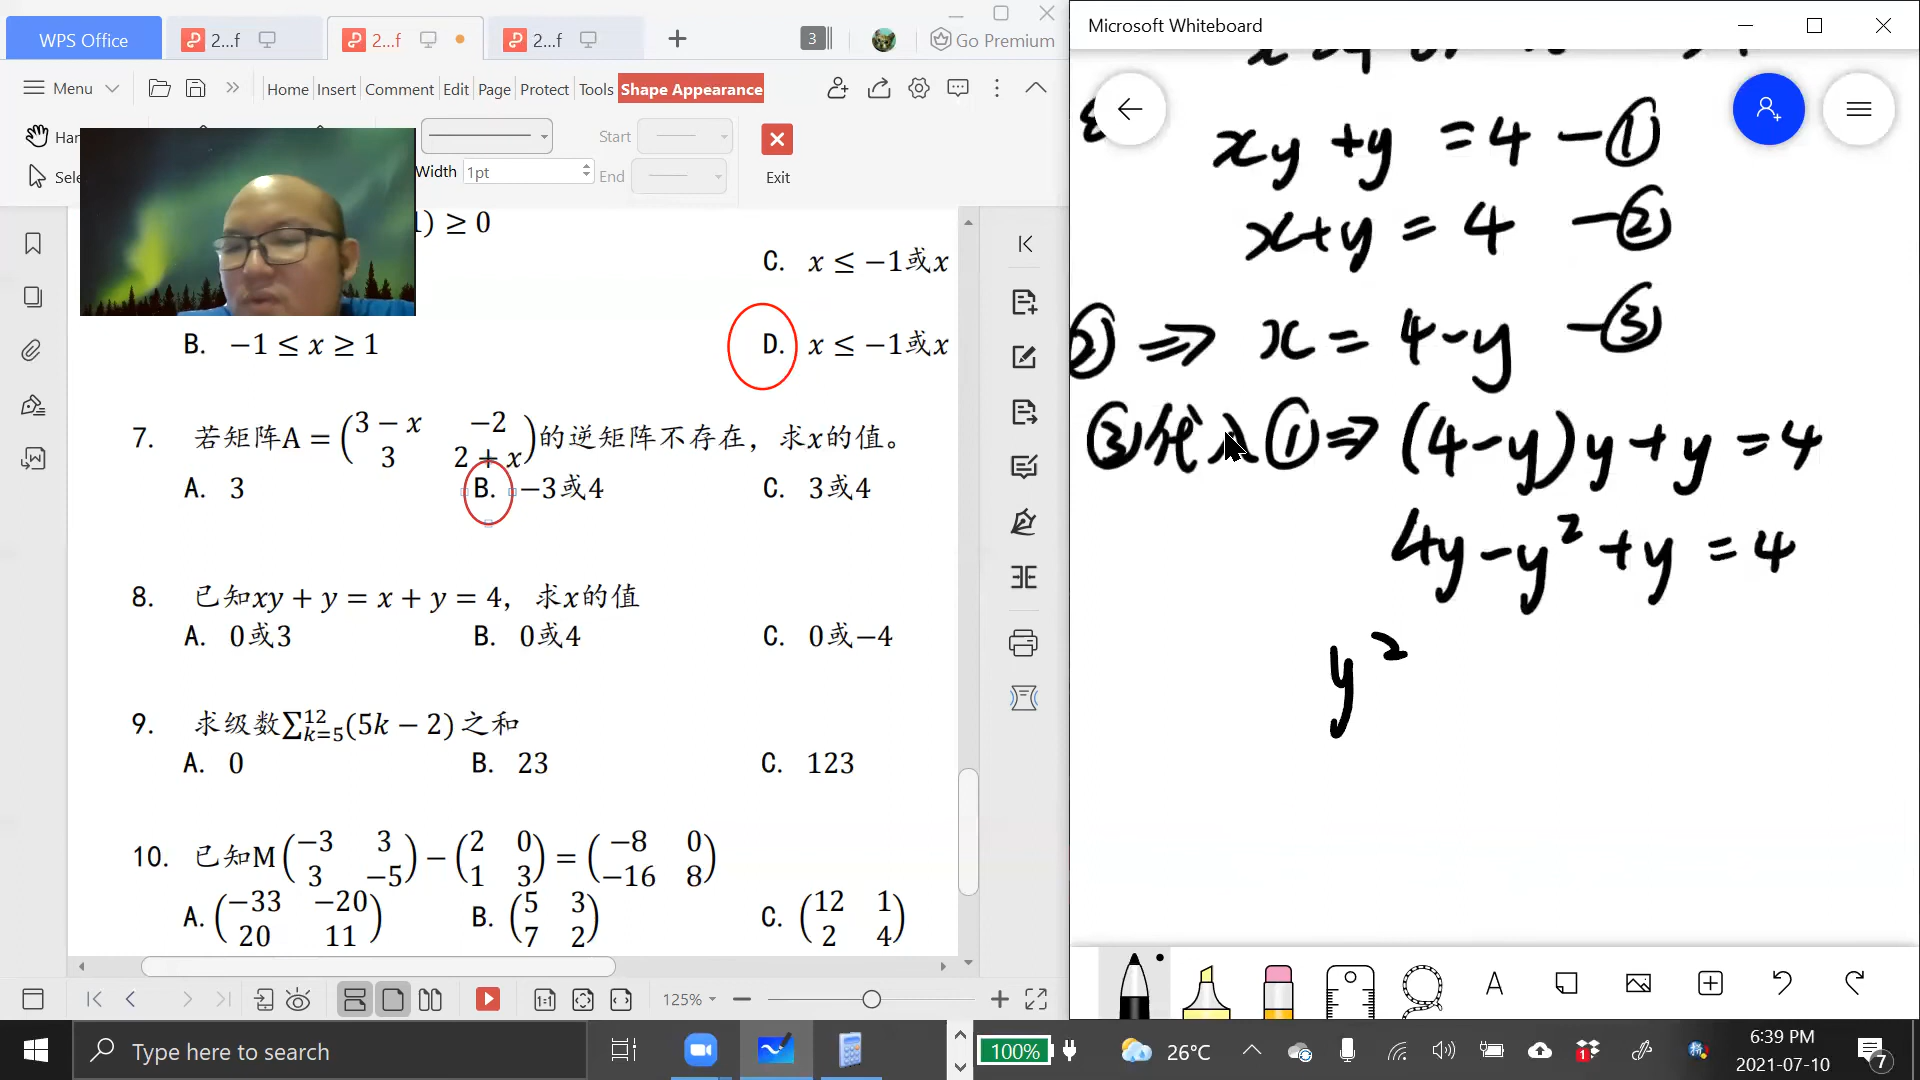 WPS Office
2...f
2...f
2...f
3
Go Premium
Menu
Home Insert Comment Edit Page Protect Tools Shape Appearance
Han
Sele
Width 1pt
Start
End
Exit
1) ≥ 0
C. x ≤ −1或x
B. −1 ≤ x ≥ 1
D. x ≤ −1或x
7. 若矩阵A = (3 − x −2
3 2 + x)的逆矩阵不存在，求x的值。
A. 3 B. −3或4 C. 3或4
8. 已知xy + y = x + y = 4，求x的值
A. 0或3 B. 0或4 C. 0或−4
9. 求级数∑_{k=5}^{12}(5k − 2)之和
A. 0 B. 23 C. 123
10. 已知M(−3 3
3 −5) − (2 0
1 3) = (−8 0
−16 8)
A. (−33 −20
20 11) B. (5 3
7 2) C. (12 1
2 4)
125%
Microsoft Whiteboard
xy + y = 4 − ①
x + y = 4 − ②
② ⇒ x = 4 − y − ③
③代入① ⇒ (4 − y)y + y = 4
4y − y² + y = 4
y²
Type here to search
100%
26°C
1
6:39 PM
2021-07-10
7